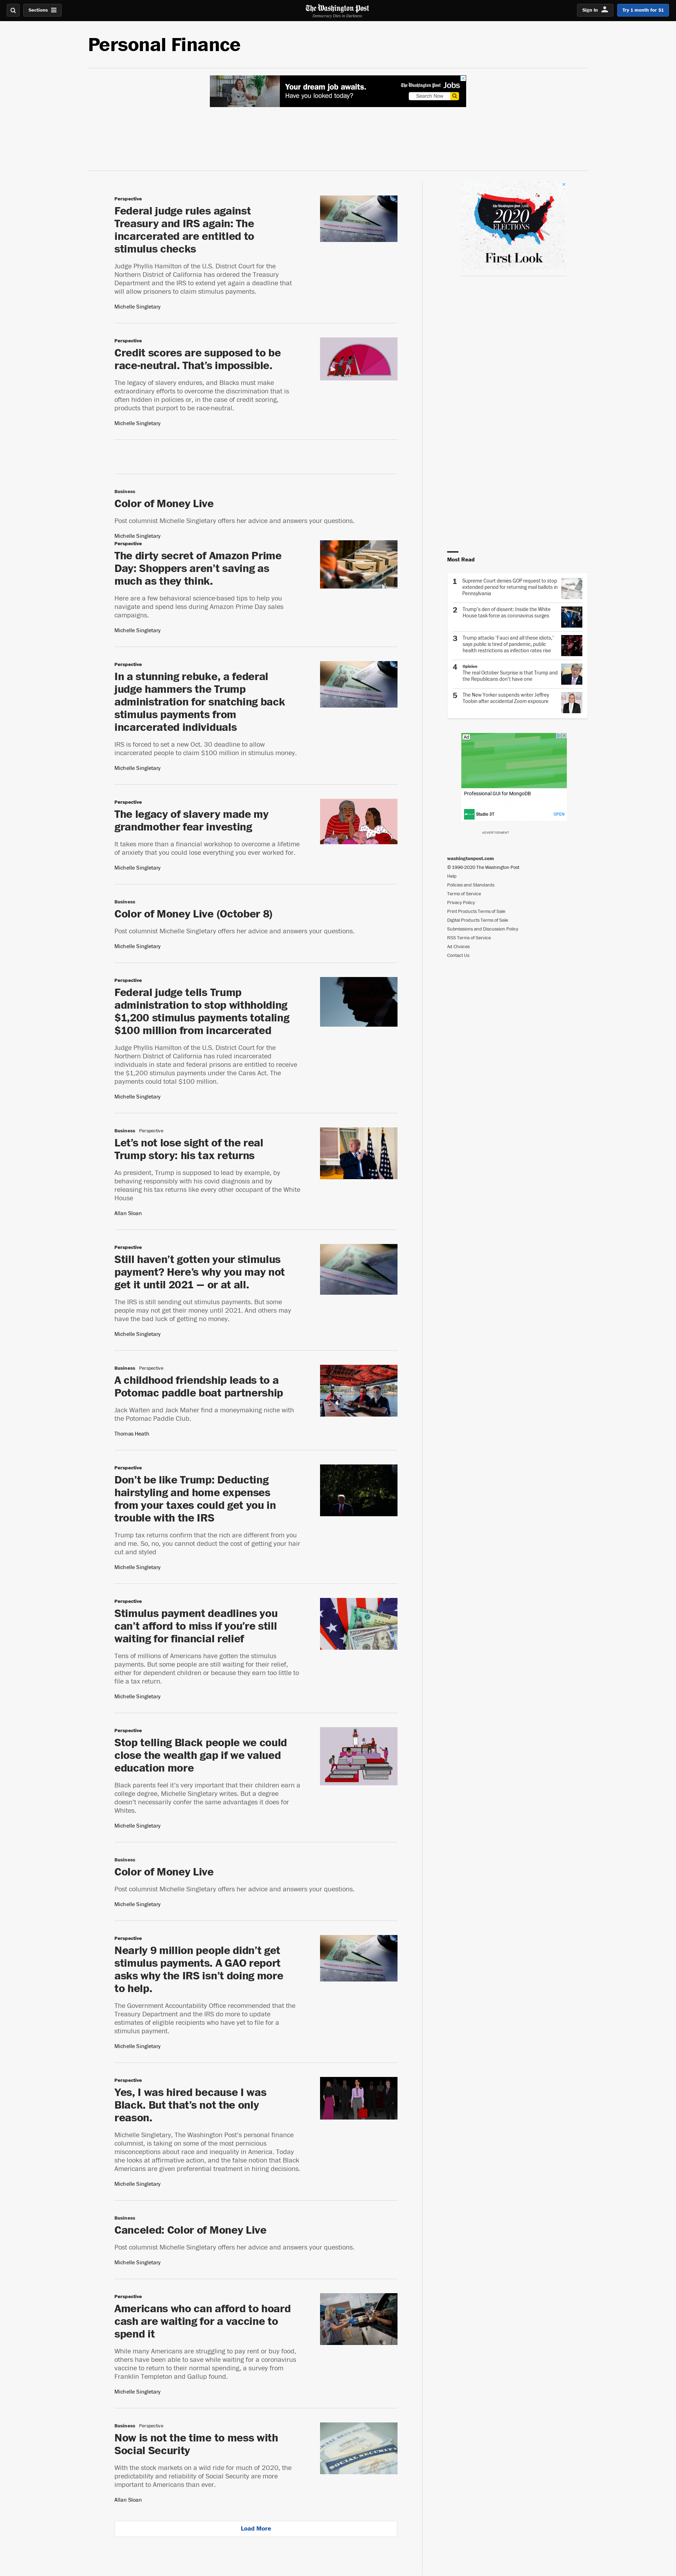 Sections
The Washington Post
Democracy Dies in Darkness
Sign In
Try 1 month for $1
Personal Finance
Your dream job awaits.
Have you looked today?
The Washington Post Jobs
Search Now
Perspective
Federal judge rules against
Treasury and IRS again: The
incarcerated are entitled to
stimulus checks
Judge Phyllis Hamilton of the U.S. District Court for the
Northern District of California has ordered the Treasury
Department and the IRS to extend yet again a deadline that
will allow prisoners to claim stimulus payments.
Michelle Singletary
Perspective
Credit scores are supposed to be
race-neutral. That’s impossible.
The legacy of slavery endures, and Blacks must make
extraordinary efforts to overcome the discrimination that is
often hidden in policies or, in the case of credit scoring,
products that purport to be race-neutral.
Michelle Singletary
Business
Color of Money Live
Post columnist Michelle Singletary offers her advice and answers your questions.
Michelle Singletary
Perspective
The dirty secret of Amazon Prime
Day: Shoppers aren’t saving as
much as they think.
Here are a few behavioral science-based tips to help you
navigate and spend less during Amazon Prime Day sales
campaigns.
Michelle Singletary
Perspective
In a stunning rebuke, a federal
judge hammers the Trump
administration for snatching back
stimulus payments from
incarcerated individuals
IRS is forced to set a new Oct. 30 deadline to allow
incarcerated people to claim $100 million in stimulus money.
Michelle Singletary
Perspective
The legacy of slavery made my
grandmother fear investing
It takes more than a financial workshop to overcome a lifetime
of anxiety that you could lose everything you ever worked for.
Michelle Singletary
Business
Color of Money Live (October 8)
Post columnist Michelle Singletary offers her advice and answers your questions.
Michelle Singletary
Perspective
Federal judge tells Trump
administration to stop withholding
$1,200 stimulus payments totaling
$100 million from incarcerated
Judge Phyllis Hamilton of the U.S. District Court for the
Northern District of California has ruled incarcerated
individuals in state and federal prisons are entitled to receive
the $1,200 stimulus payments under the Cares Act. The
payments could total $100 million.
Michelle Singletary
Business Perspective
Let’s not lose sight of the real
Trump story: his tax returns
As president, Trump is supposed to lead by example, by
behaving responsibly with his covid diagnosis and by
releasing his tax returns like every other occupant of the White
House
Allan Sloan
Perspective
Still haven’t gotten your stimulus
payment? Here’s why you may not
get it until 2021 — or at all.
The IRS is still sending out stimulus payments. But some
people may not get their money until 2021. And others may
have the bad luck of getting no money.
Michelle Singletary
Business Perspective
A childhood friendship leads to a
Potomac paddle boat partnership
Jack Walten and Jack Maher find a moneymaking niche with
the Potomac Paddle Club.
Thomas Heath
Perspective
Don’t be like Trump: Deducting
hairstyling and home expenses
from your taxes could get you in
trouble with the IRS
Trump tax returns confirm that the rich are different from you
and me. So, no, you cannot deduct the cost of getting your hair
cut and styled
Michelle Singletary
Perspective
Stimulus payment deadlines you
can’t afford to miss if you’re still
waiting for financial relief
Tens of millions of Americans have gotten the stimulus
payments. But some people are still waiting for their relief,
either for dependent children or because they earn too little to
file a tax return.
Michelle Singletary
Perspective
Stop telling Black people we could
close the wealth gap if we valued
education more
Black parents feel it’s very important that their children earn a
college degree, Michelle Singletary writes. But a degree
doesn’t necessarily confer the same advantages it does for
Whites.
Michelle Singletary
Business
Color of Money Live
Post columnist Michelle Singletary offers her advice and answers your questions.
Michelle Singletary
Perspective
Nearly 9 million people didn’t get
stimulus payments. A GAO report
asks why the IRS isn’t doing more
to help.
The Government Accountability Office recommended that the
Treasury Department and the IRS do more to update
estimates of eligible recipients who have yet to file for a
stimulus payment.
Michelle Singletary
Perspective
Yes, I was hired because I was
Black. But that’s not the only
reason.
Michelle Singletary, The Washington Post’s personal finance
columnist, is taking on some of the most pernicious
misconceptions about race and inequality in America. Today
she looks at affirmative action, and the false notion that Black
Americans are given preferential treatment in hiring decisions.
Michelle Singletary
Business
Canceled: Color of Money Live
Post columnist Michelle Singletary offers her advice and answers your questions.
Michelle Singletary
Perspective
Americans who can afford to hoard
cash are waiting for a vaccine to
spend it
While many Americans are struggling to pay rent or buy food,
others have been able to save while waiting for a coronavirus
vaccine to return to their normal spending, a survey from
Franklin Templeton and Gallup found.
Michelle Singletary
Business Perspective
Now is not the time to mess with
Social Security
With the stock markets on a wild ride for much of 2020, the
predictability and reliability of Social Security are more
important to Americans than ever.
Allan Sloan
SOCIAL SECURITY
Load More
The Washington Post
2020
ELECTIONS
First Look
Most Read
1 Supreme Court denies GOP request to stop
extended period for returning mail ballots in
Pennsylvania
2 Trump’s den of dissent: Inside the White
House task force as coronavirus surges
3 Trump attacks ‘Fauci and all these idiots,’
says public is tired of pandemic, public
health restrictions as infection rates rise
4 Opinion
The real October Surprise is that Trump and
the Republicans don’t have one
5 The New Yorker suspends writer Jeffrey
Toobin after accidental Zoom exposure
Ad
Professional GUI for MongoDB
Studio 3T
OPEN
ADVERTISEMENT
washingtonpost.com
© 1996-2020 The Washington Post
Help
Policies and Standards
Terms of Service
Privacy Policy
Print Products Terms of Sale
Digital Products Terms of Sale
Submissions and Discussion Policy
RSS Terms of Service
Ad Choices
Contact Us